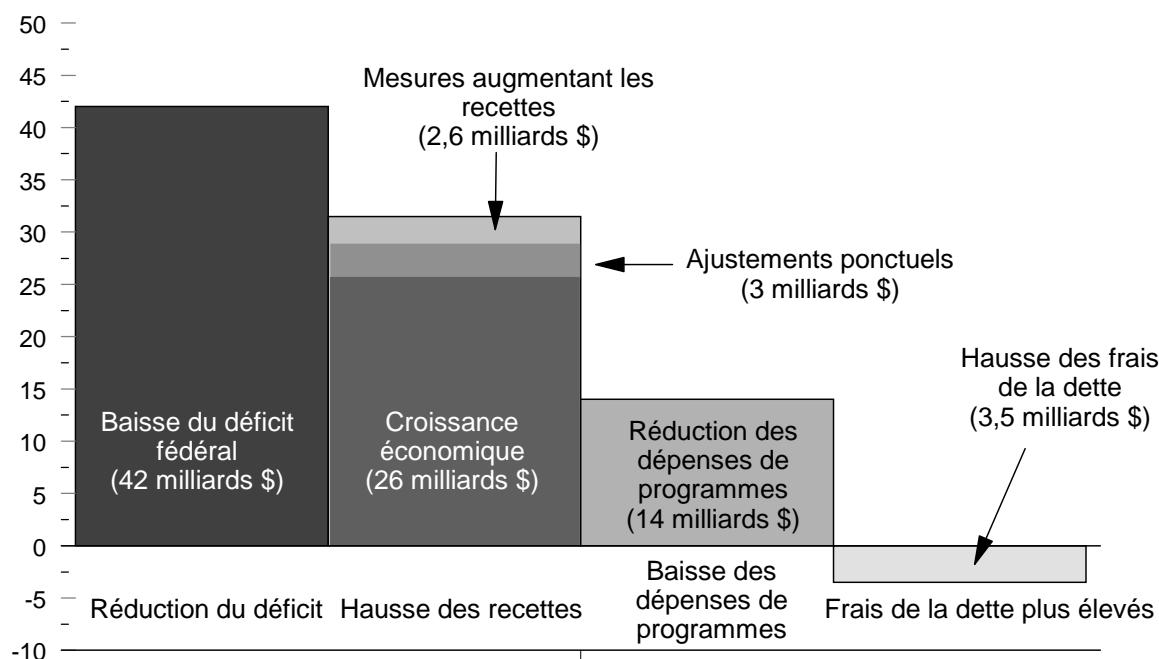 50
45
40
35
30
25
20
15
10
5
0
-5
-10
Mesures augmentant les
recettes
(2,6 milliards $)
Ajustements ponctuels
(3 milliards $)
Hausse des frais
de la dette
(3,5 milliards $)
Baisse du déficit
fédéral
(42 milliards $)
Croissance
économique
(26 milliards $)
Réduction des
dépenses de
programmes
(14 milliards $)
Réduction du déficit
Hausse des recettes
Baisse des
dépenses de
programmes
Frais de la dette plus élevés